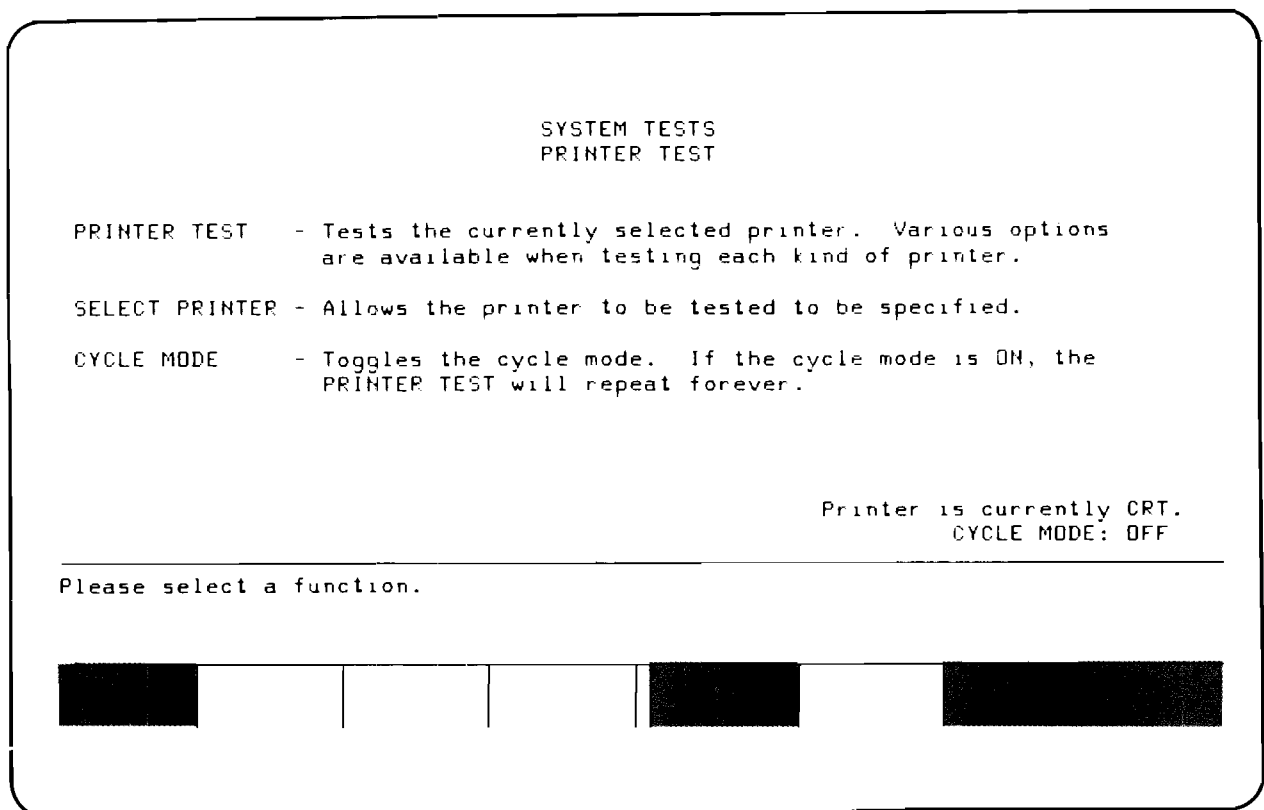 SYSTEM TESTS
PRINTER TEST
PRINTER TEST - Tests the currently selected printer. Various options
are available when testing each kind of printer.
SELECT PRINTER - Allows the printer to be tested to be specified.
CYCLE MODE - Toggles the cycle mode. If the cycle mode is ON, the
PRINTER TEST will repeat forever.
Printer is currently CRT.
CYCLE MODE: OFF
Please select a function.